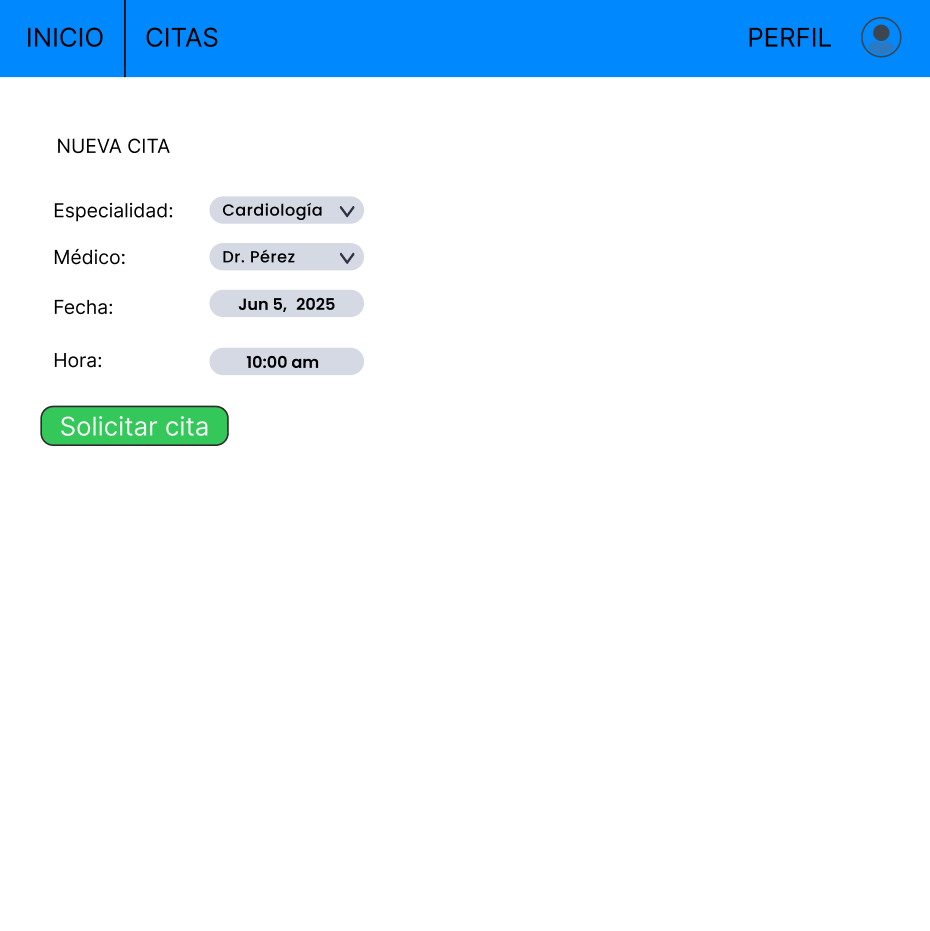 INICIO CITAS PERFIL
NUEVA CITA
Especialidad: Cardiología
Médico: Dr. Pérez
Fecha: Jun 5, 2025
Hora: 10:00 am
Solicitar cita